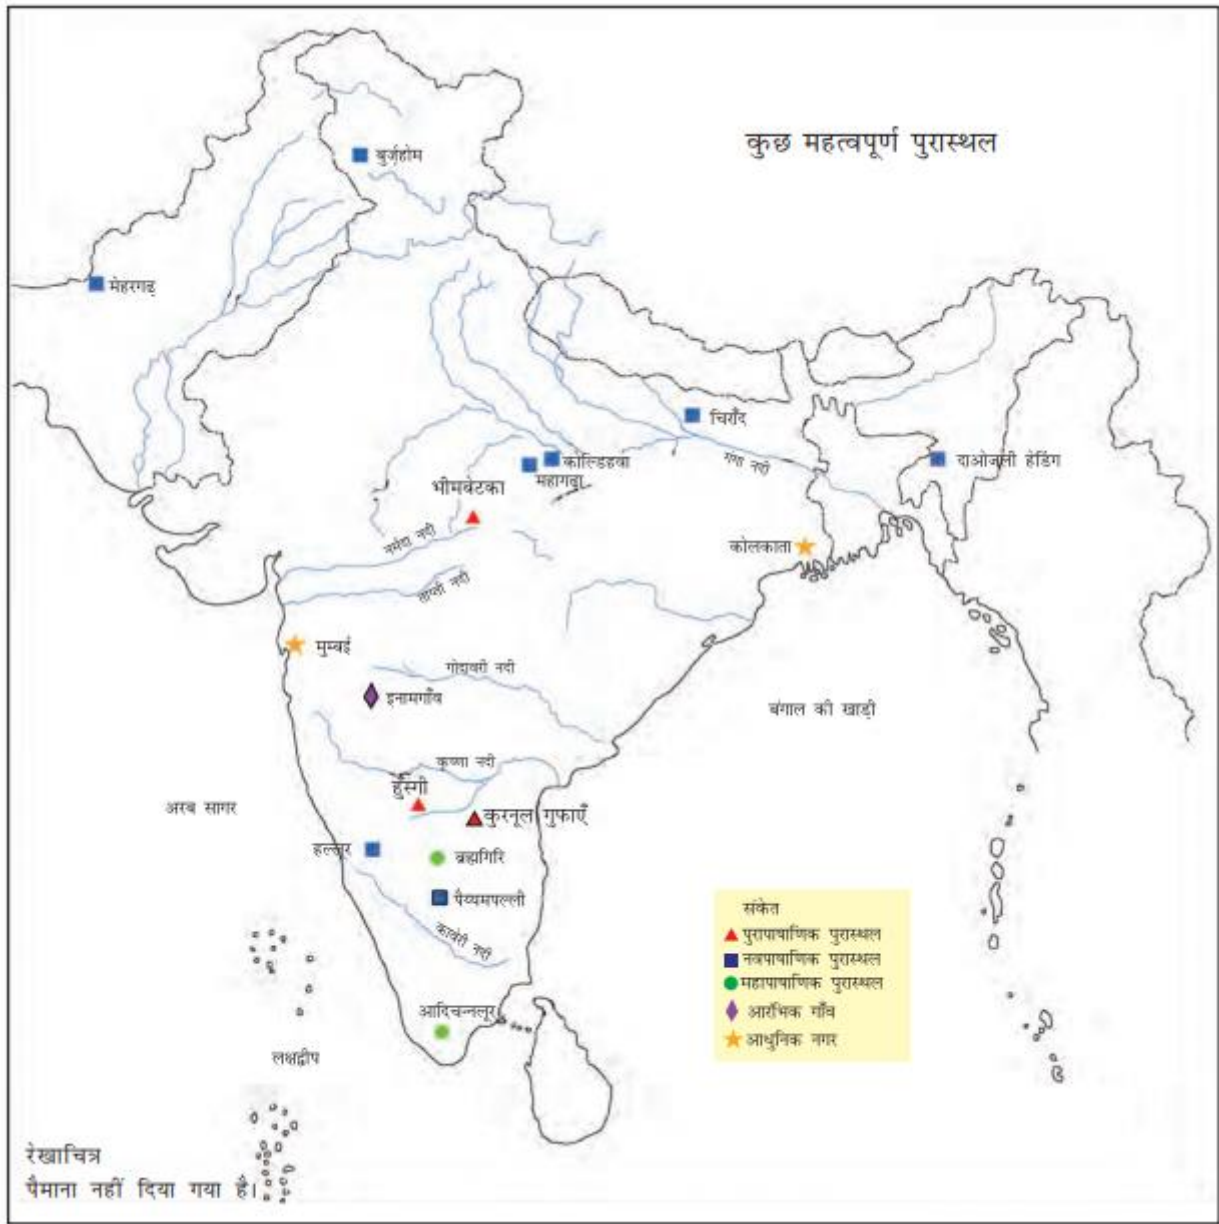 कुछ महत्वपूर्ण पुरास्थल
बुर्ज़होम
मेहरगढ़
चिराँद
कोल्डिहवा
महागढ़ा
गंगा नदी
दाओजली हेडिंग
भीमबेटका
नर्मदा नदी
कोलकाता
ताप्ती नदी
मुम्बई
गोदावरी नदी
इनामगाँव
बंगाल की खाड़ी
कृष्णा नदी
हुँस्गी
अरब सागर
कुरनूल गुफाएँ
हल्लूर
ब्रह्मगिरि
पैय्यमपल्ली
कावेरी नदी
संकेत
पुरापाषाणिक पुरास्थल
नवपाषाणिक पुरास्थल
महापाषाणिक पुरास्थल
आरंभिक गाँव
आधुनिक नगर
आदिचन्नलूर
लक्षद्वीप
रेखाचित्र
पैमाना नहीं दिया गया है।